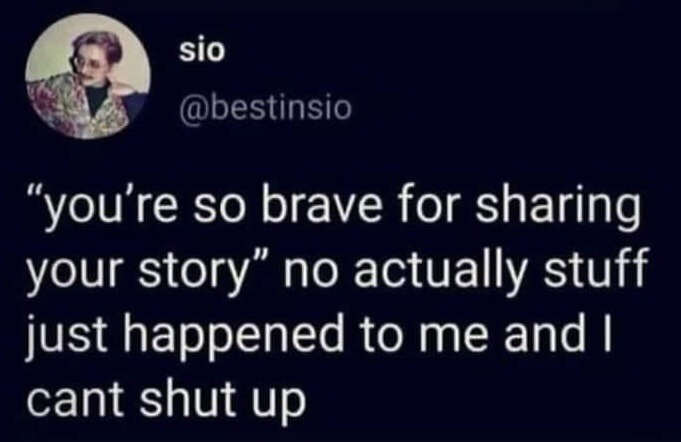 sio
@bestinsio
“you’re so brave for sharing
your story” no actually stuff
just happened to me and I
cant shut up